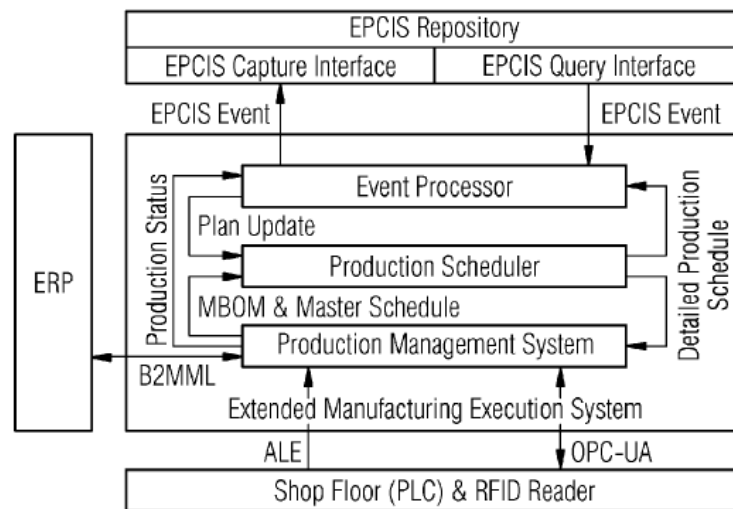 EPCIS Repository
EPCIS Capture Interface
EPCIS Query Interface
EPCIS Event
EPCIS Event
ERP
Production Status
Event Processor
Plan Update
Production Scheduler
MBOM & Master Schedule
Production Management System
Detailed Production
Schedule
B2MML
Extended Manufacturing Execution System
ALE
OPC-UA
Shop Floor (PLC) & RFID Reader